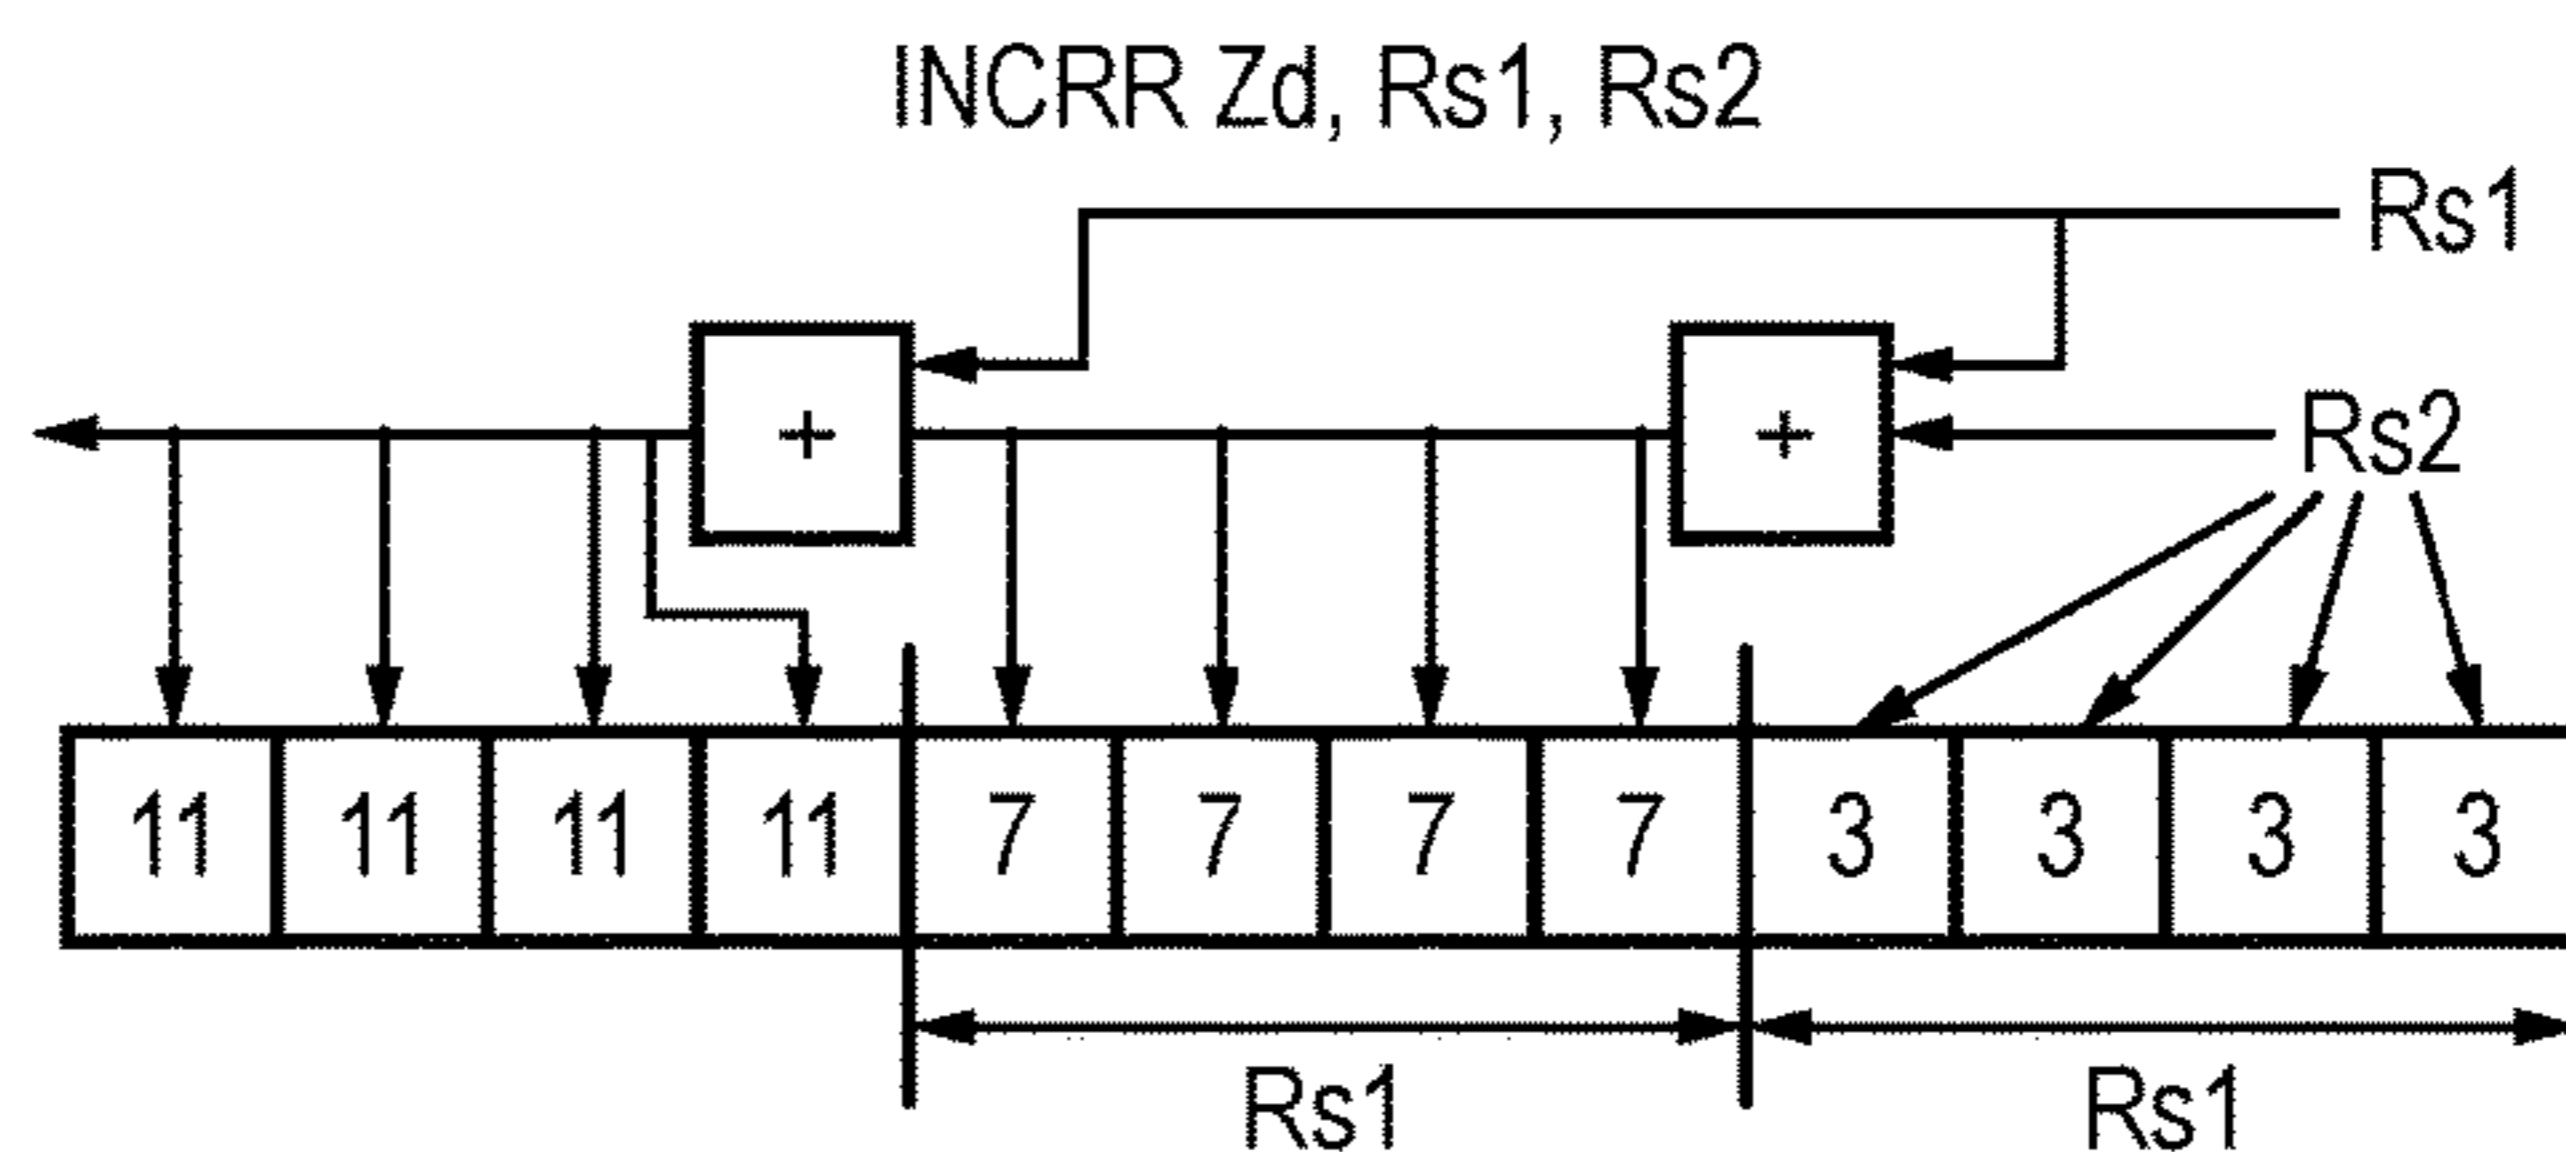 INCRR Zd, Rs1, Rs2
Rs1
+ +
Rs2
11 11 11 11 7 7 7 7 3 3 3 3
Rs1 Rs1